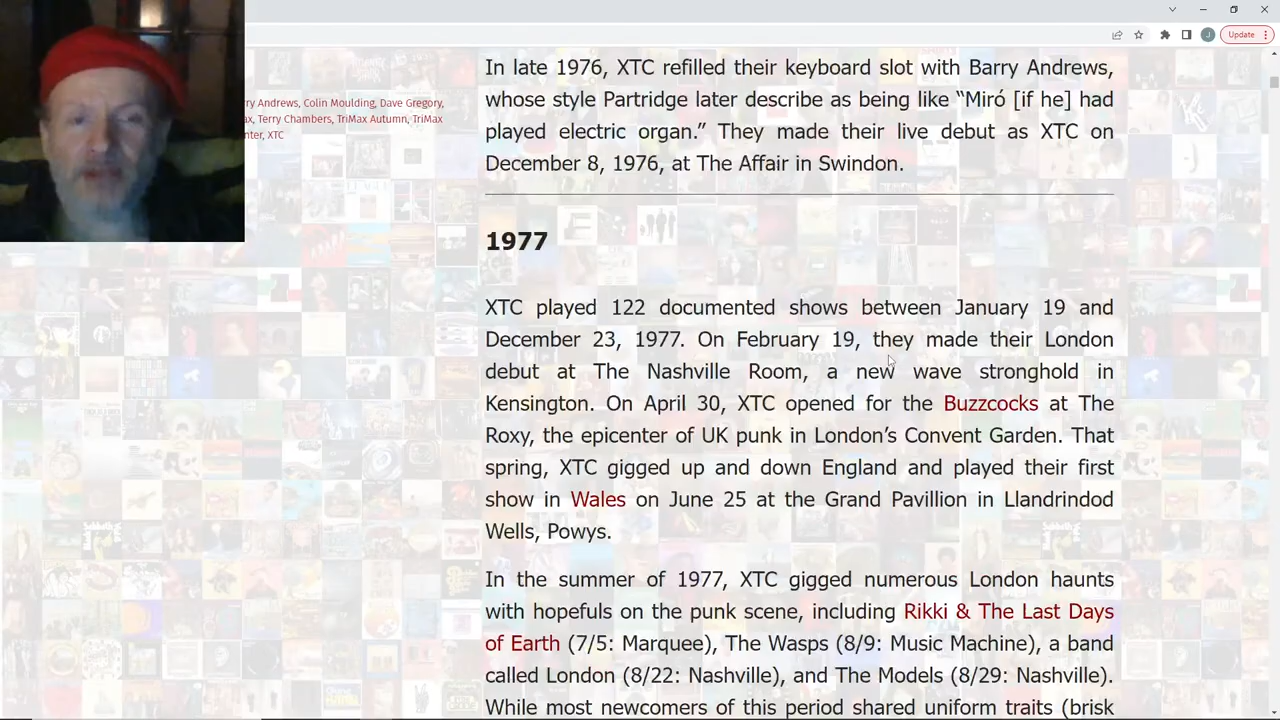 Update
In late 1976, XTC refilled their keyboard slot with Barry Andrews,
whose style Partridge later describe as being like “Miró [if he] had
played electric organ.” They made their live debut as XTC on
December 8, 1976, at The Affair in Swindon.
ry Andrews, Colin Moulding, Dave Gregory,
ax, Terry Chambers, TriMax Autumn, TriMax
nter, XTC
1977
XTC played 122 documented shows between January 19 and
December 23, 1977. On February 19, they made their London
debut at The Nashville Room, a new wave stronghold in
Kensington. On April 30, XTC opened for the Buzzcocks at The
Roxy, the epicenter of UK punk in London’s Convent Garden. That
spring, XTC gigged up and down England and played their first
show in Wales on June 25 at the Grand Pavillion in Llandrindod
Wells, Powys.
In the summer of 1977, XTC gigged numerous London haunts
with hopefuls on the punk scene, including Rikki & The Last Days
of Earth (7/5: Marquee), The Wasps (8/9: Music Machine), a band
called London (8/22: Nashville), and The Models (8/29: Nashville).
While most newcomers of this period shared uniform traits (brisk